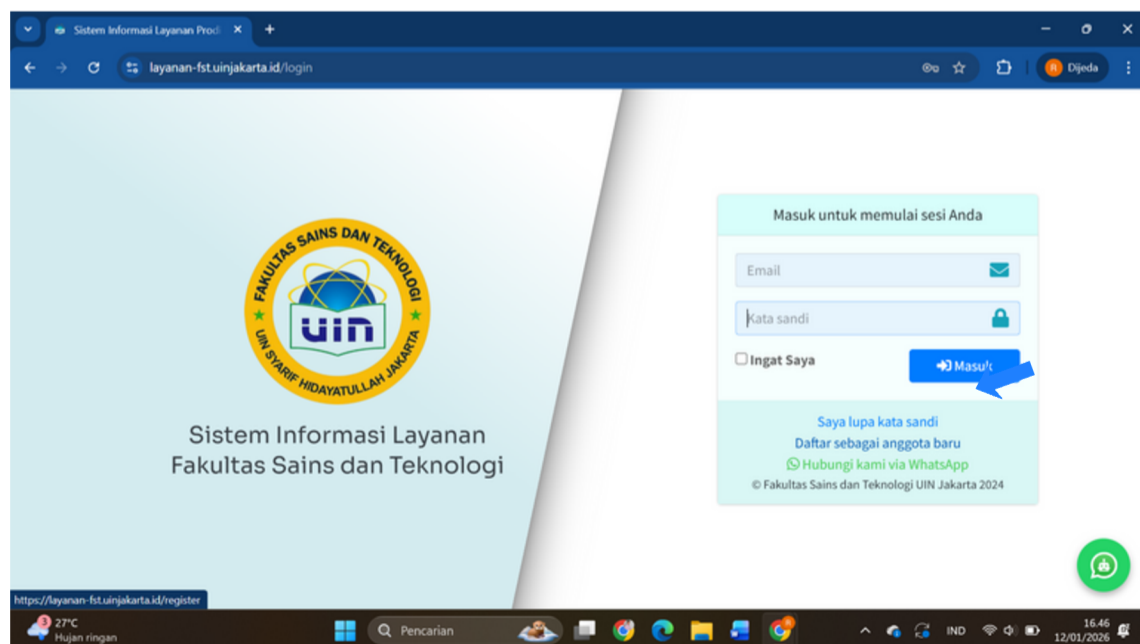 Sistem Informasi Layanan Prodi
layanan-fst.uinjakarta.id/login
R Dijeda
FAKULTAS SAINS DAN TEKNOLOGI
UIN
UIN SYARIF HIDAYATULLAH JAKARTA
Sistem Informasi Layanan
Fakultas Sains dan Teknologi
Masuk untuk memulai sesi Anda
Email
Kata sandi
Ingat Saya
Masuk
Saya lupa kata sandi
Daftar sebagai anggota baru
Hubungi kami via WhatsApp
© Fakultas Sains dan Teknologi UIN Jakarta 2024
https://layanan-fst.uinjakarta.id/register
3
27°C
Hujan ringan
Pencarian
IND
16.46
12/01/2026